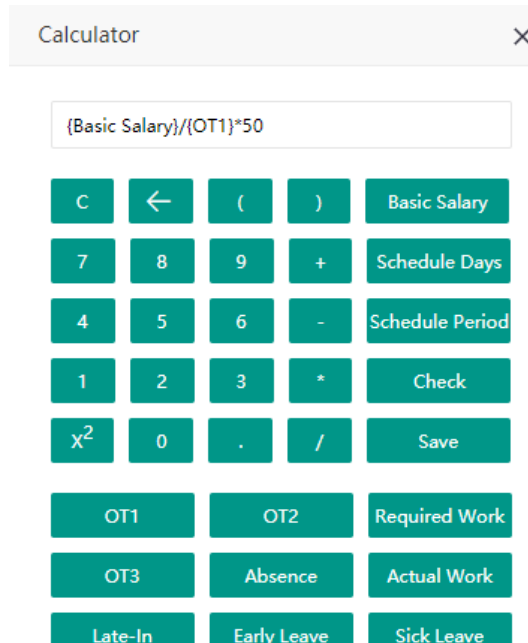 Calculator
{Basic Salary}/{OT1}*50
C ← ( ) Basic Salary
7 8 9 + Schedule Days
4 5 6 - Schedule Period
1 2 3 * Check
X² 0 . / Save
OT1 OT2 Required Work
OT3 Absence Actual Work
Late-In Early Leave Sick Leave